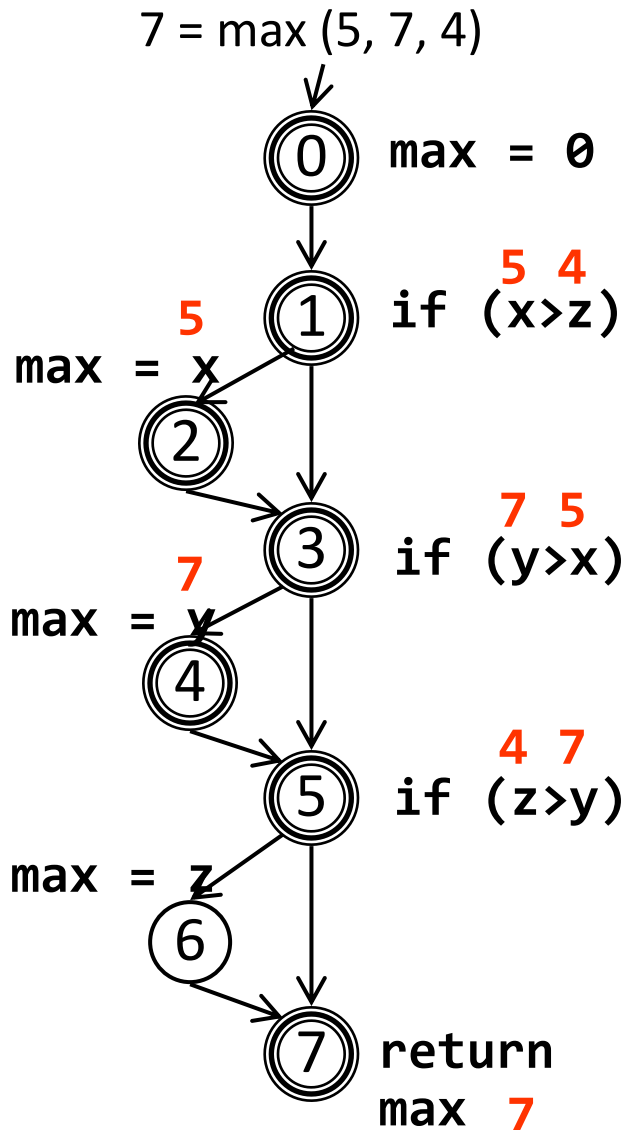 7 = max (5, 7, 4)
0 max = 0
5 4
1 if (x>z)
5
max = x
2
7 5
3 if (y>x)
7
max = y
4
4 7
5 if (z>y)
max = z
6
7 return
max 7